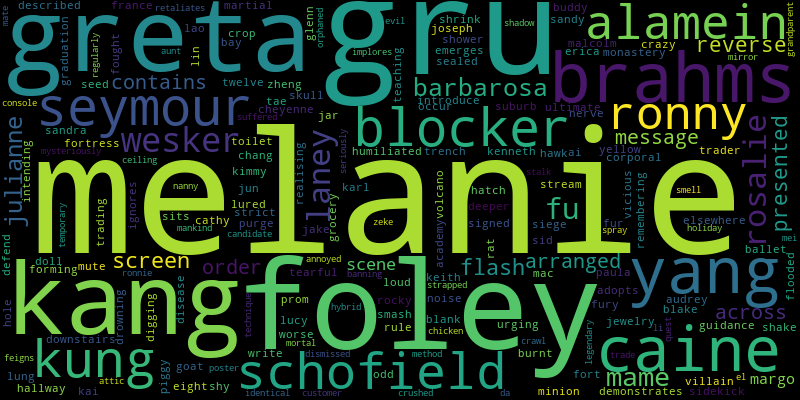 mate described france retaliates martial buddy evil shadow grandparent
greta gru alamein
graduation regularly aunt lao glenn orphaned shrink joseph sandy malcolm crazy reverse
humid fought crop lin bay implores shower emerges sealed erica monastery mirror
seed contains twelve zheng teaching barbarosa brahms
console seymour skull introduce occur suburb ultimate
suffered tae cheyenne jar blocker nerve ronny
sandra wesker trench kenneth hawk ai yellow message
mysteriously fortress toilet chang humiliated seriously corporal trader
julianne intending ceiling kimmy realising laney karl hatch stream vicious rosalie presented
melanie
nanny lured jun strict purge jake grocery volcano stalk smell
temporary ignores sits cathy mankind candidate zeke academy deeper signed siege fu fur remembering elsewhere spray holiday
defend doll trading screen order annoyed tearful scene rat flash sid arranged mac paula ballet mei
forming ronnie mute disease banning keith strapped adopts yang flooded
kang foley
hole drowning digging hybrid prom loud rocky noise fury audrey jewelry li across
downstairs technique lucy smash blank chicken urging legendary blake quest guidance shake
kung worse mortal rule crawl burnt caine
lung piggy goat dismissed write method schofield fort trade villain el margo
hallway attic kai eight shy poster odd minion mame demonstrates sidekick
feigns identical customer crushed da